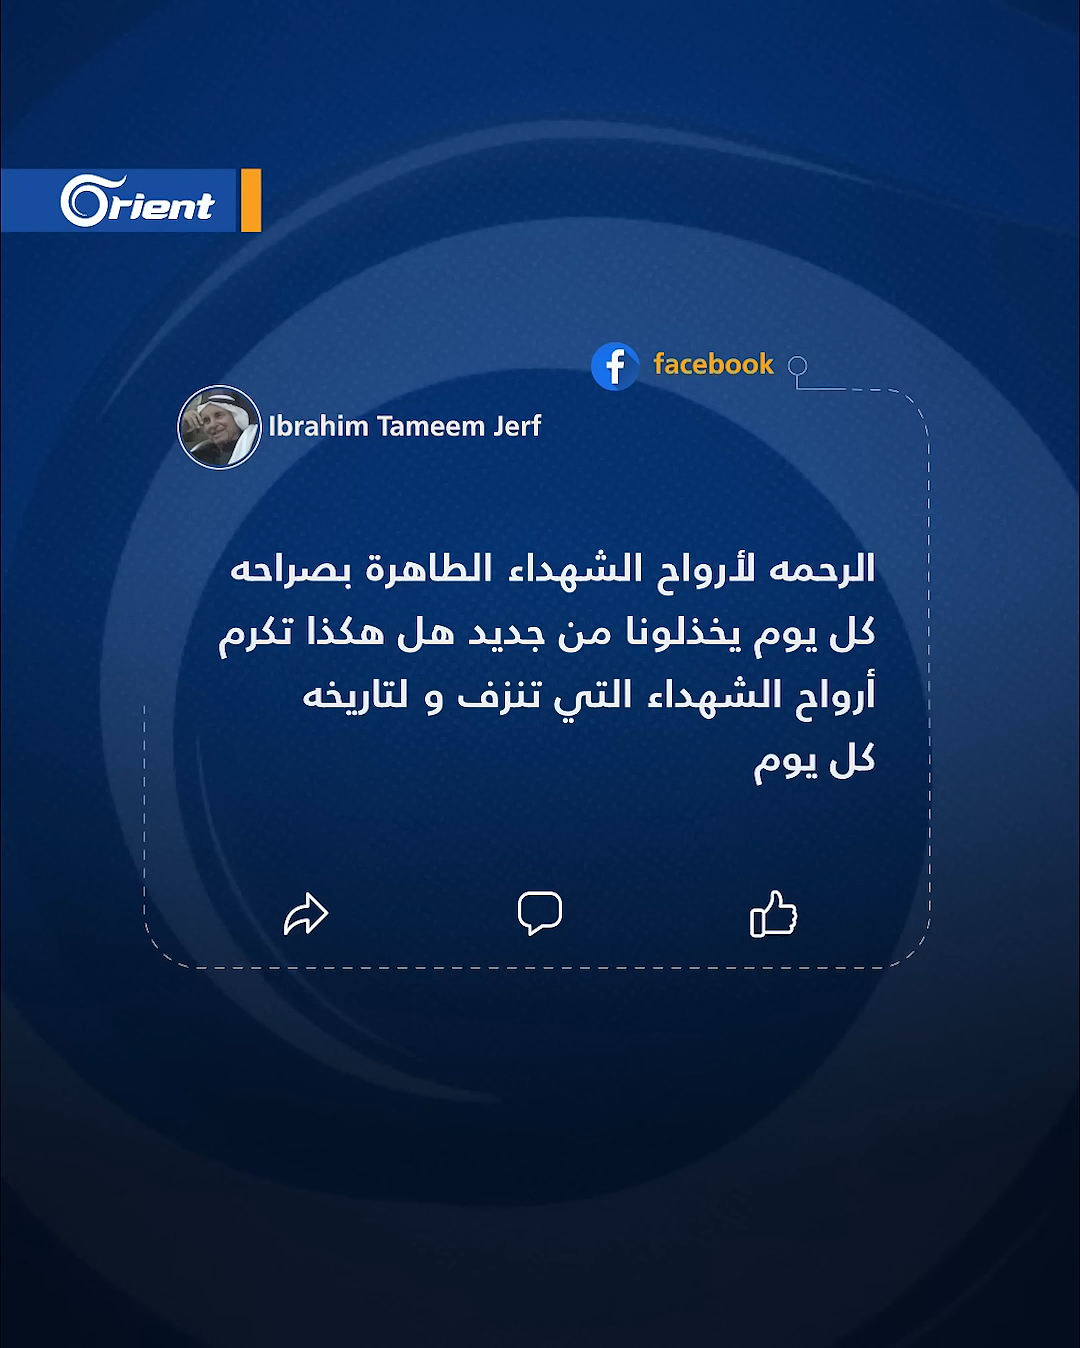 Orient
facebook
Ibrahim Tameem Jerf
الرحمه لأرواح الشهداء الطاهرة بصراحه
كل يوم يخذلونا من جديد هل هكذا تكرم
أرواح الشهداء التي تنزف و لتاريخه
كل يوم